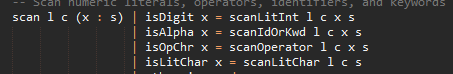 -- Scan numeric literals, operators, identifiers, and keywords
scan l c (x : s) | isDigit x = scanLitInt l c x s
| isAlpha x = scanIdOrKwd l c x s
| isOpChr x = scanOperator l c x s
| isLitChar x = scanLitChar l c s